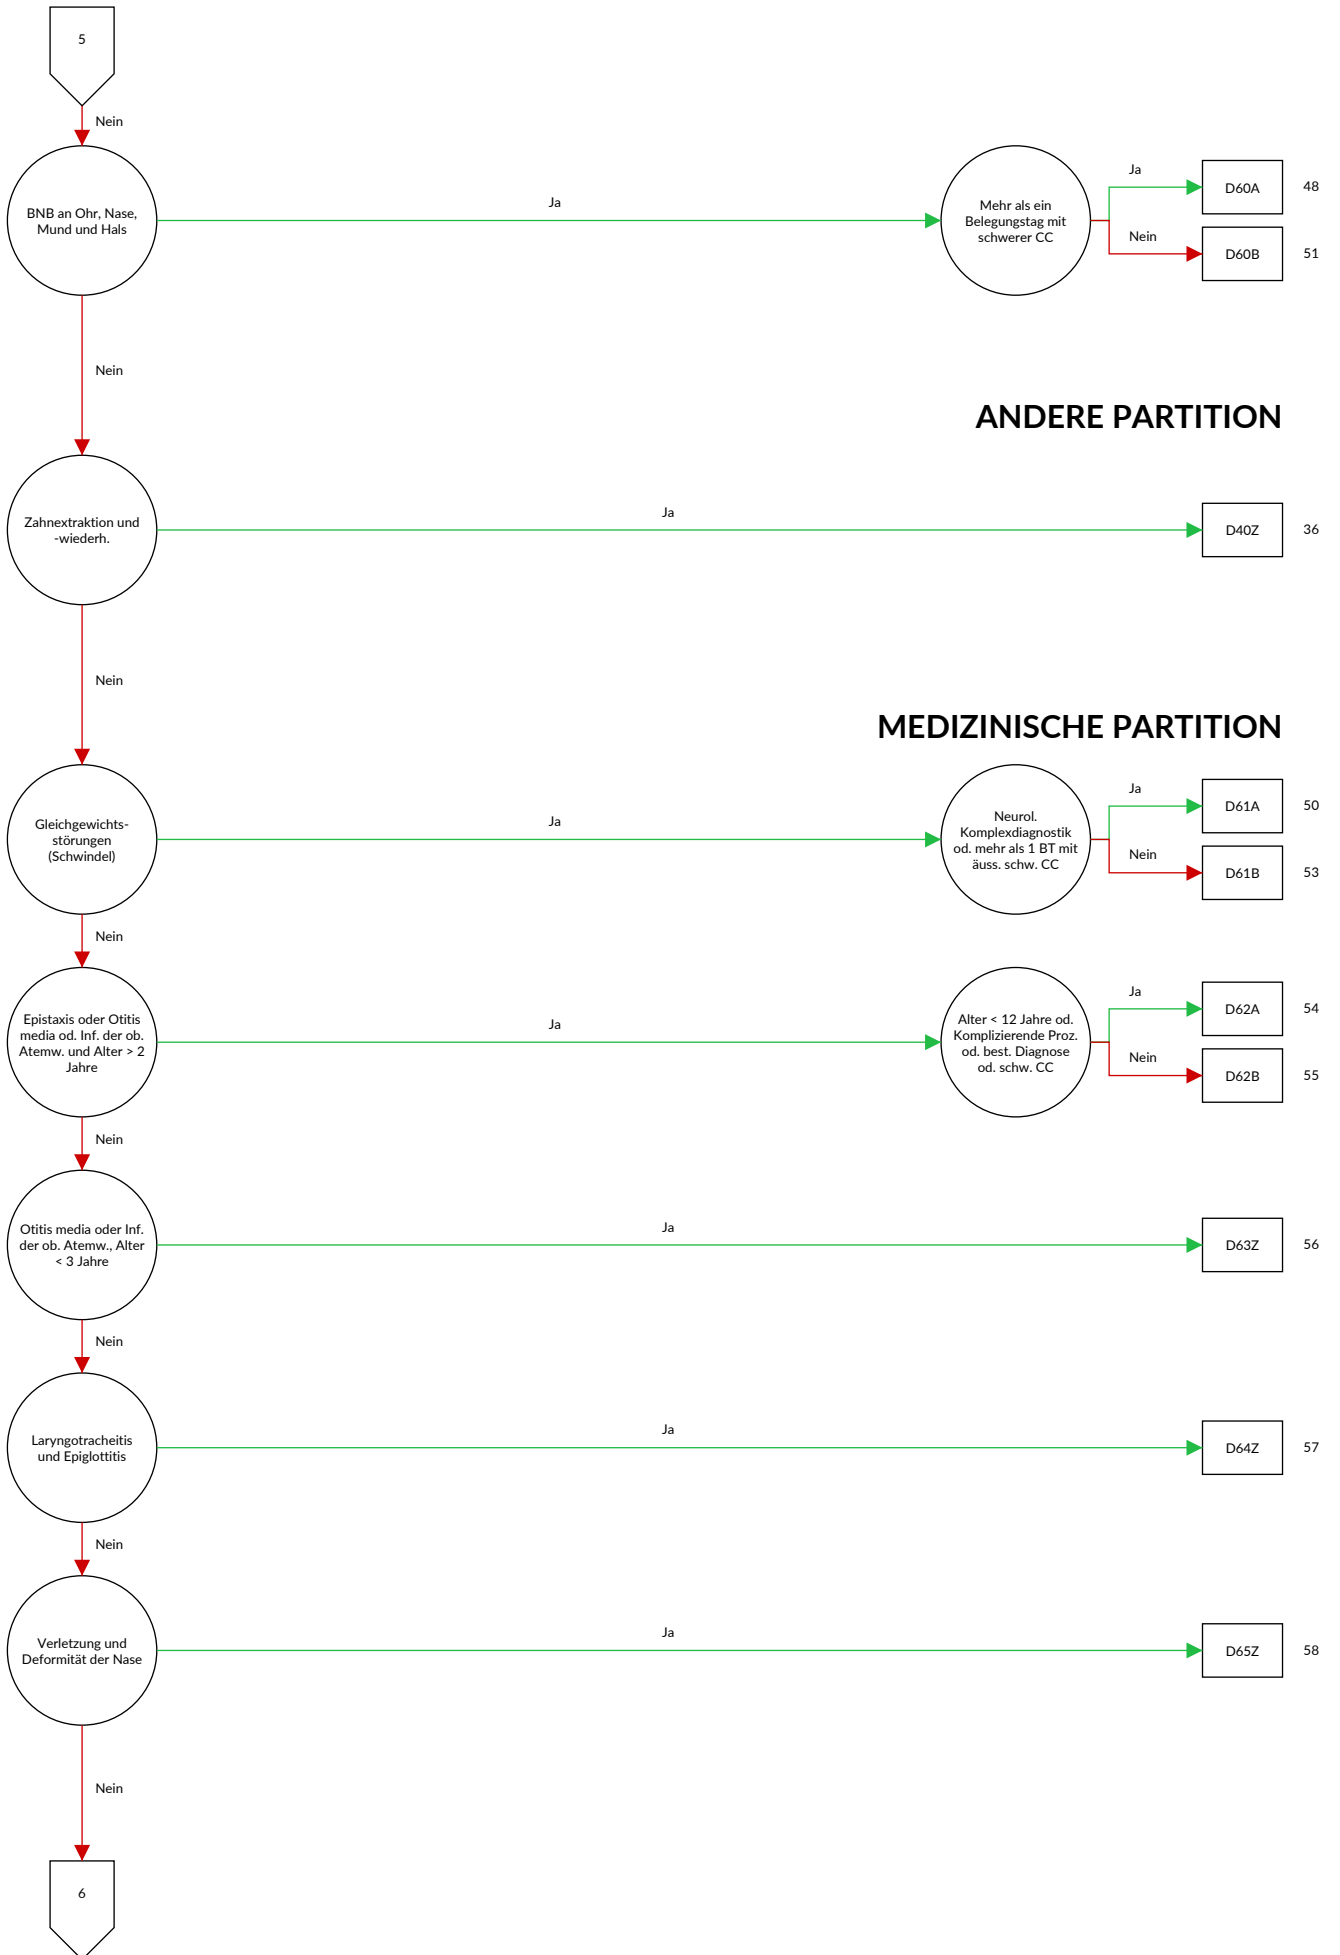 5
Nein
BNB an Ohr, Nase,
Mund und Hals
Ja
Mehr als ein
Belegungstag mit
schwerer CC
Ja
D60A
48
Nein
D60B
51
Nein
ANDERE PARTITION
Zahnextraktion und
-wiederh.
Ja
D40Z
36
Nein
MEDIZINISCHE PARTITION
Gleichgewichts-
störungen
(Schwindel)
Ja
Neurol.
Komplexdiagnostik
od. mehr als 1 BT mit
äuss. schw. CC
Ja
D61A
50
Nein
D61B
53
Nein
Epistaxis oder Otitis
media od. Inf. der ob.
Atemw. und Alter > 2
Jahre
Ja
Alter < 12 Jahre od.
Komplizierende Proz.
od. best. Diagnose
od. schw. CC
Ja
D62A
54
Nein
D62B
55
Nein
Otitis media oder Inf.
der ob. Atemw., Alter
< 3 Jahre
Ja
D63Z
56
Nein
Laryngotracheitis
und Epiglottitis
Ja
D64Z
57
Nein
Verletzung und
Deformität der Nase
Ja
D65Z
58
Nein
6